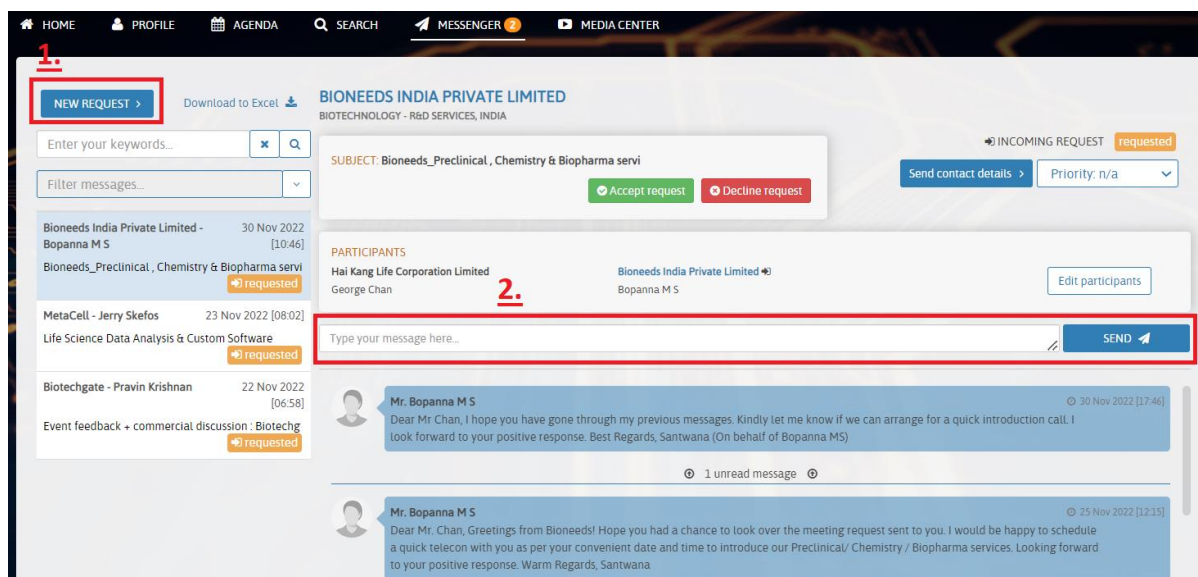 HOME PROFILE AGENDA SEARCH MESSENGER 2 MEDIA CENTER
1.
NEW REQUEST > Download to Excel
Enter your keywords...
Filter messages...
Bioneeds India Private Limited - 30 Nov 2022
Bopanna M S [10:46]
Bioneeds_Preclinical , Chemistry & Biopharma servi
requested
MetaCell - Jerry Skefos 23 Nov 2022 [08:02]
Life Science Data Analysis & Custom Software
requested
Biotechgate - Pravin Krishnan 22 Nov 2022
[06:58]
Event feedback + commercial discussion : Biotechg
requested
BIONEEDS INDIA PRIVATE LIMITED
BIOTECHNOLOGY - R&D SERVICES, INDIA
INCOMING REQUEST requested
SUBJECT: Bioneeds_Preclinical , Chemistry & Biopharma servi
Accept request Decline request
Send contact details > Priority: n/a
PARTICIPANTS
Hai Kang Life Corporation Limited Bioneeds India Private Limited
George Chan Bopanna M S
Edit participants
2.
Type your message here... SEND
Mr. Bopanna M S 30 Nov 2022 [17:46]
Dear Mr Chan, I hope you have gone through my previous messages. Kindly let me know if we can arrange for a quick introduction call. I
look forward to your positive response. Best Regards, Santwana (On behalf of Bopanna MS)
1 unread message
Mr. Bopanna M S 25 Nov 2022 [12:15]
Dear Mr. Chan, Greetings from Bioneeds! Hope you had a chance to look over the meeting request sent to you. I would be happy to schedule
a quick telecon with you as per your convenient date and time to introduce our Preclinical/ Chemistry / Biopharma services. Looking forward
to your positive response. Warm Regards, Santwana